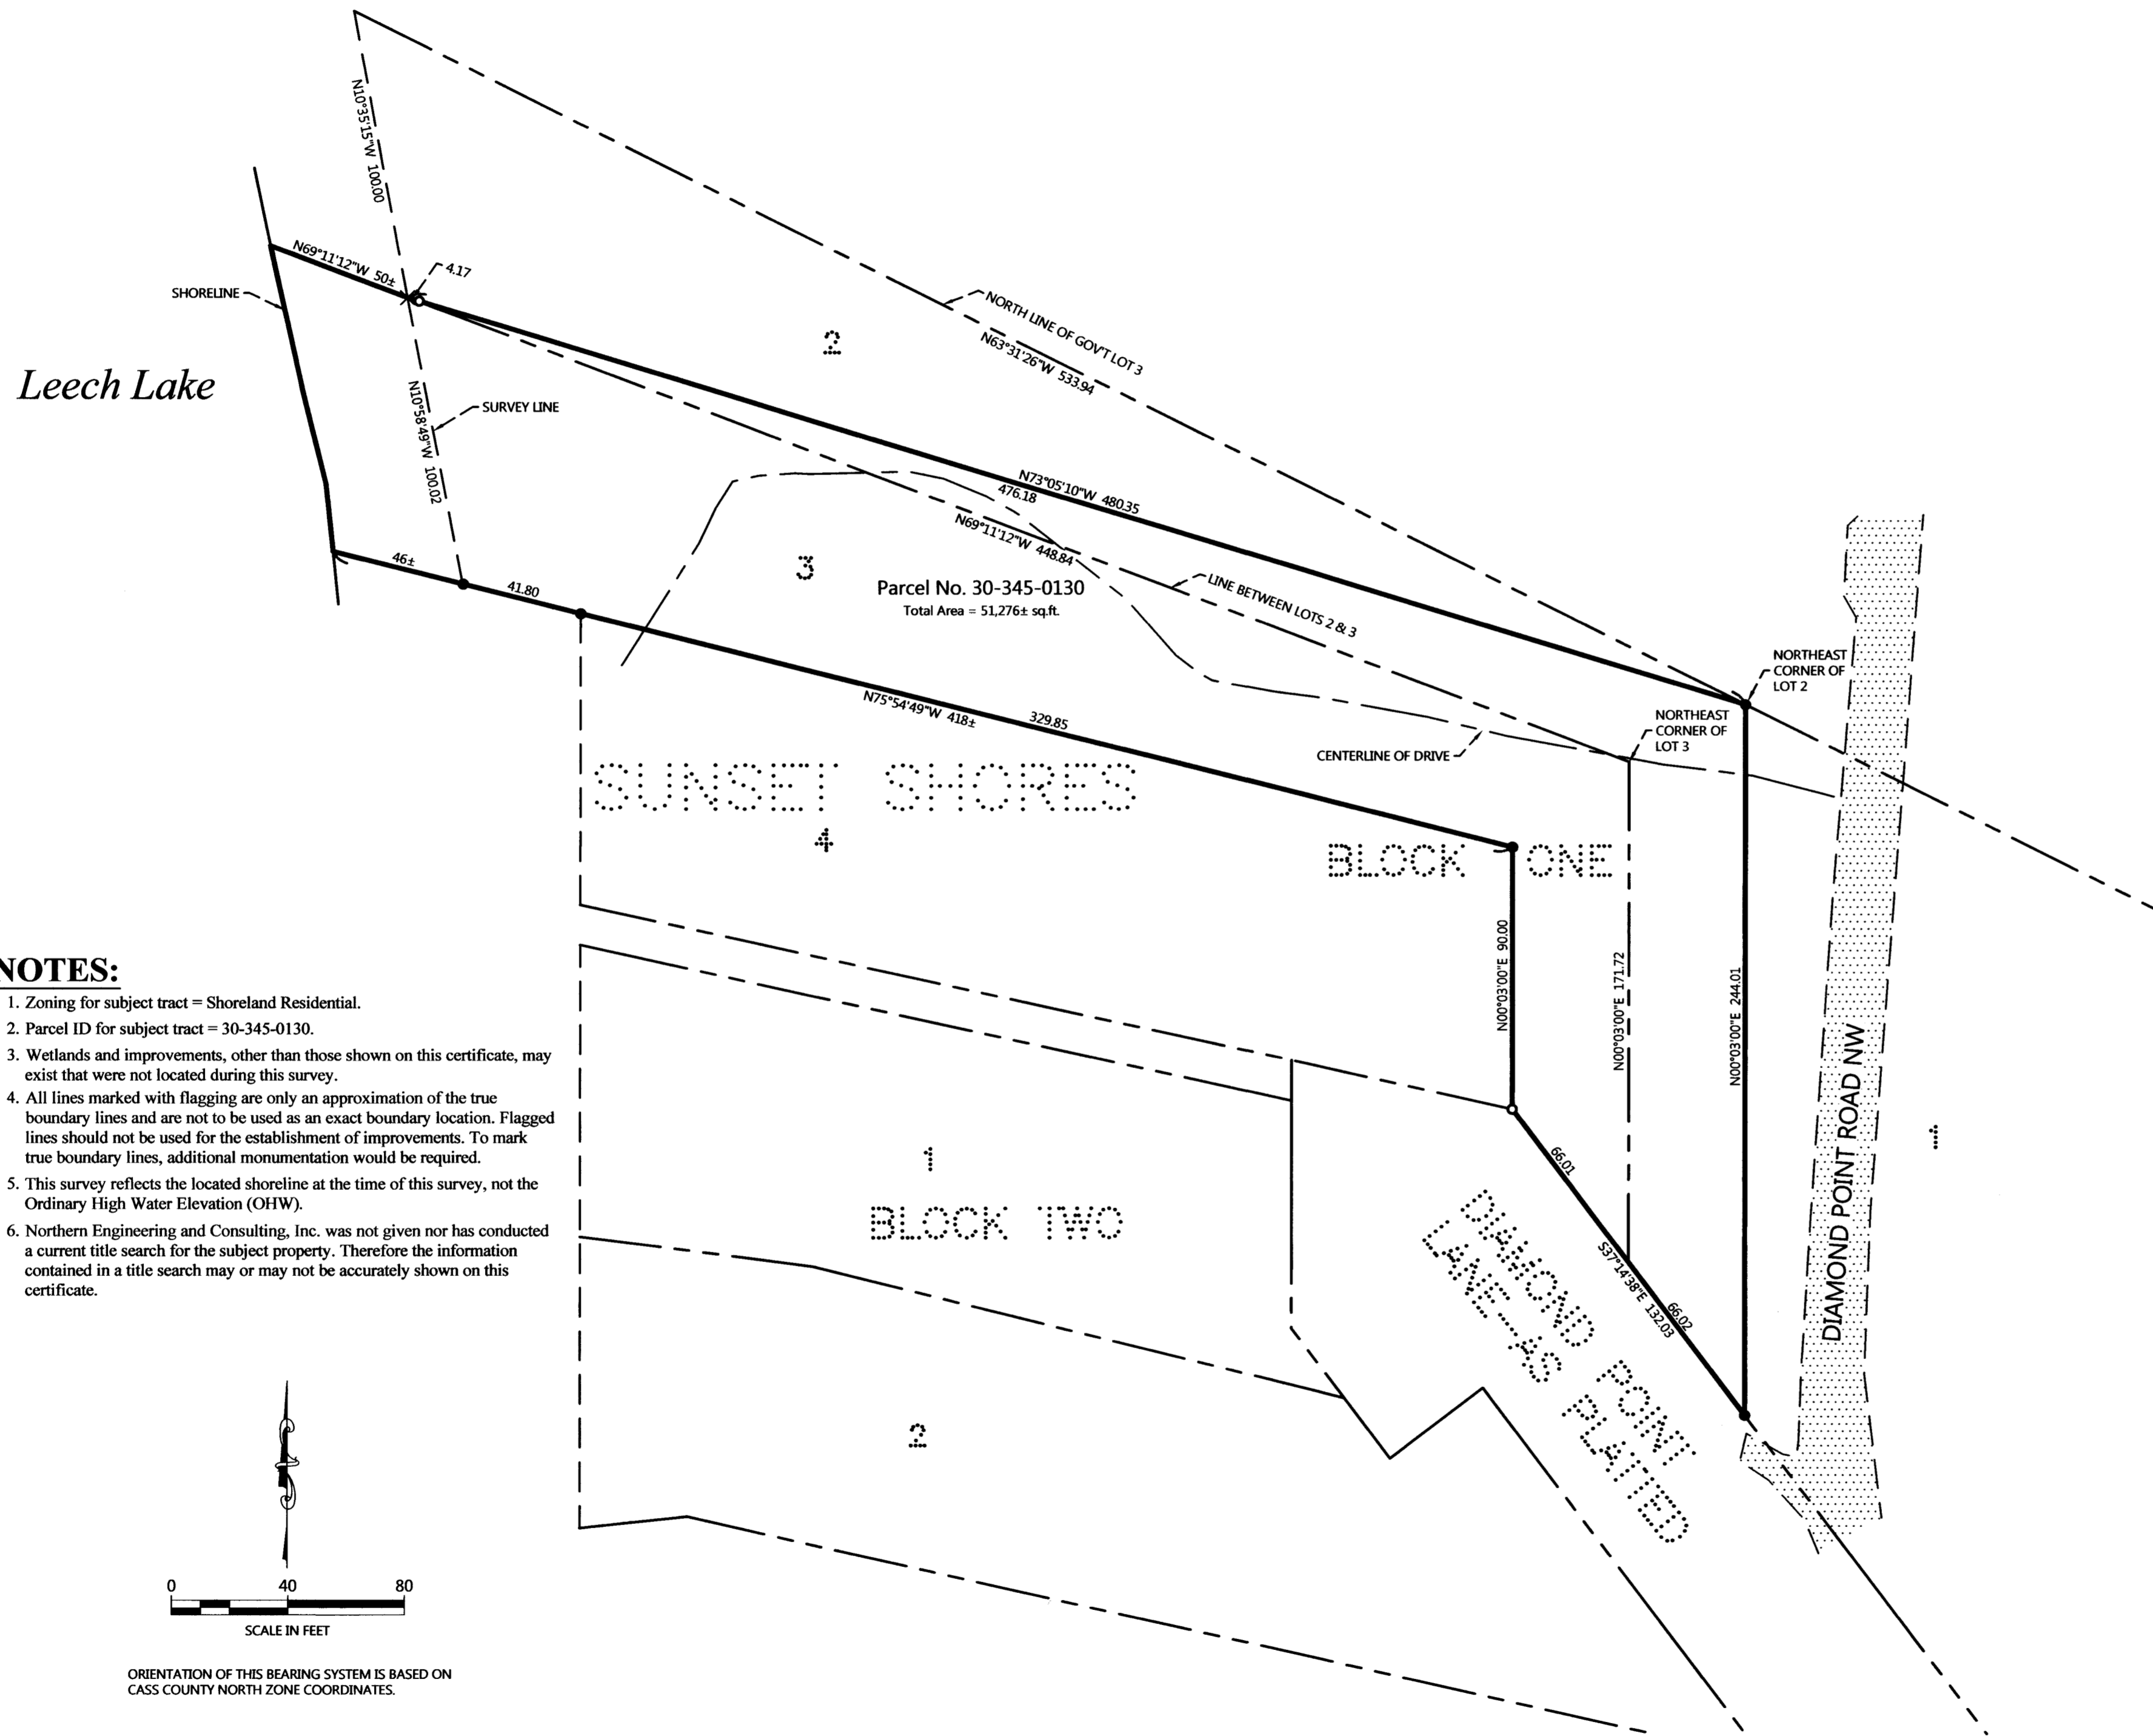 N10°35'15"W 100.00
N69°11'12"W 50±
4.17
SHORELINE
Leech Lake
N10°58'49"W 100.02
SURVEY LINE
2
NORTH LINE OF GOV'T LOT 3
N63°31'26"W 533.94
N73°05'10"W 480.35
476.18
N69°11'12"W 448.84
46±
41.80
3
Parcel No. 30-345-0130
Total Area = 51,276± sq.ft.
LINE BETWEEN LOTS 2 & 3
NORTHEAST
CORNER OF
LOT 2
NORTHEAST
CORNER OF
LOT 3
CENTERLINE OF DRIVE
N75°54'49"W 418±
329.85
SUNSET SHORES
4
BLOCK ONE
N00°03'00"E 90.00
N00°03'00"E 171.72
N00°03'00"E 244.01
DIAMOND POINT ROAD NW
1
66.01
S37°14'38"E 132.03
66.02
DIAMOND POINT
LANE-AS PLATTED
1
BLOCK TWO
2
NOTES:
1. Zoning for subject tract = Shoreland Residential.
2. Parcel ID for subject tract = 30-345-0130.
3. Wetlands and improvements, other than those shown on this certificate, may
exist that were not located during this survey.
4. All lines marked with flagging are only an approximation of the true
boundary lines and are not to be used as an exact boundary location. Flagged
lines should not be used for the establishment of improvements. To mark
true boundary lines, additional monumentation would be required.
5. This survey reflects the located shoreline at the time of this survey, not the
Ordinary High Water Elevation (OHW).
6. Northern Engineering and Consulting, Inc. was not given nor has conducted
a current title search for the subject property. Therefore the information
contained in a title search may or may not be accurately shown on this
certificate.
0 40 80
SCALE IN FEET
ORIENTATION OF THIS BEARING SYSTEM IS BASED ON
CASS COUNTY NORTH ZONE COORDINATES.